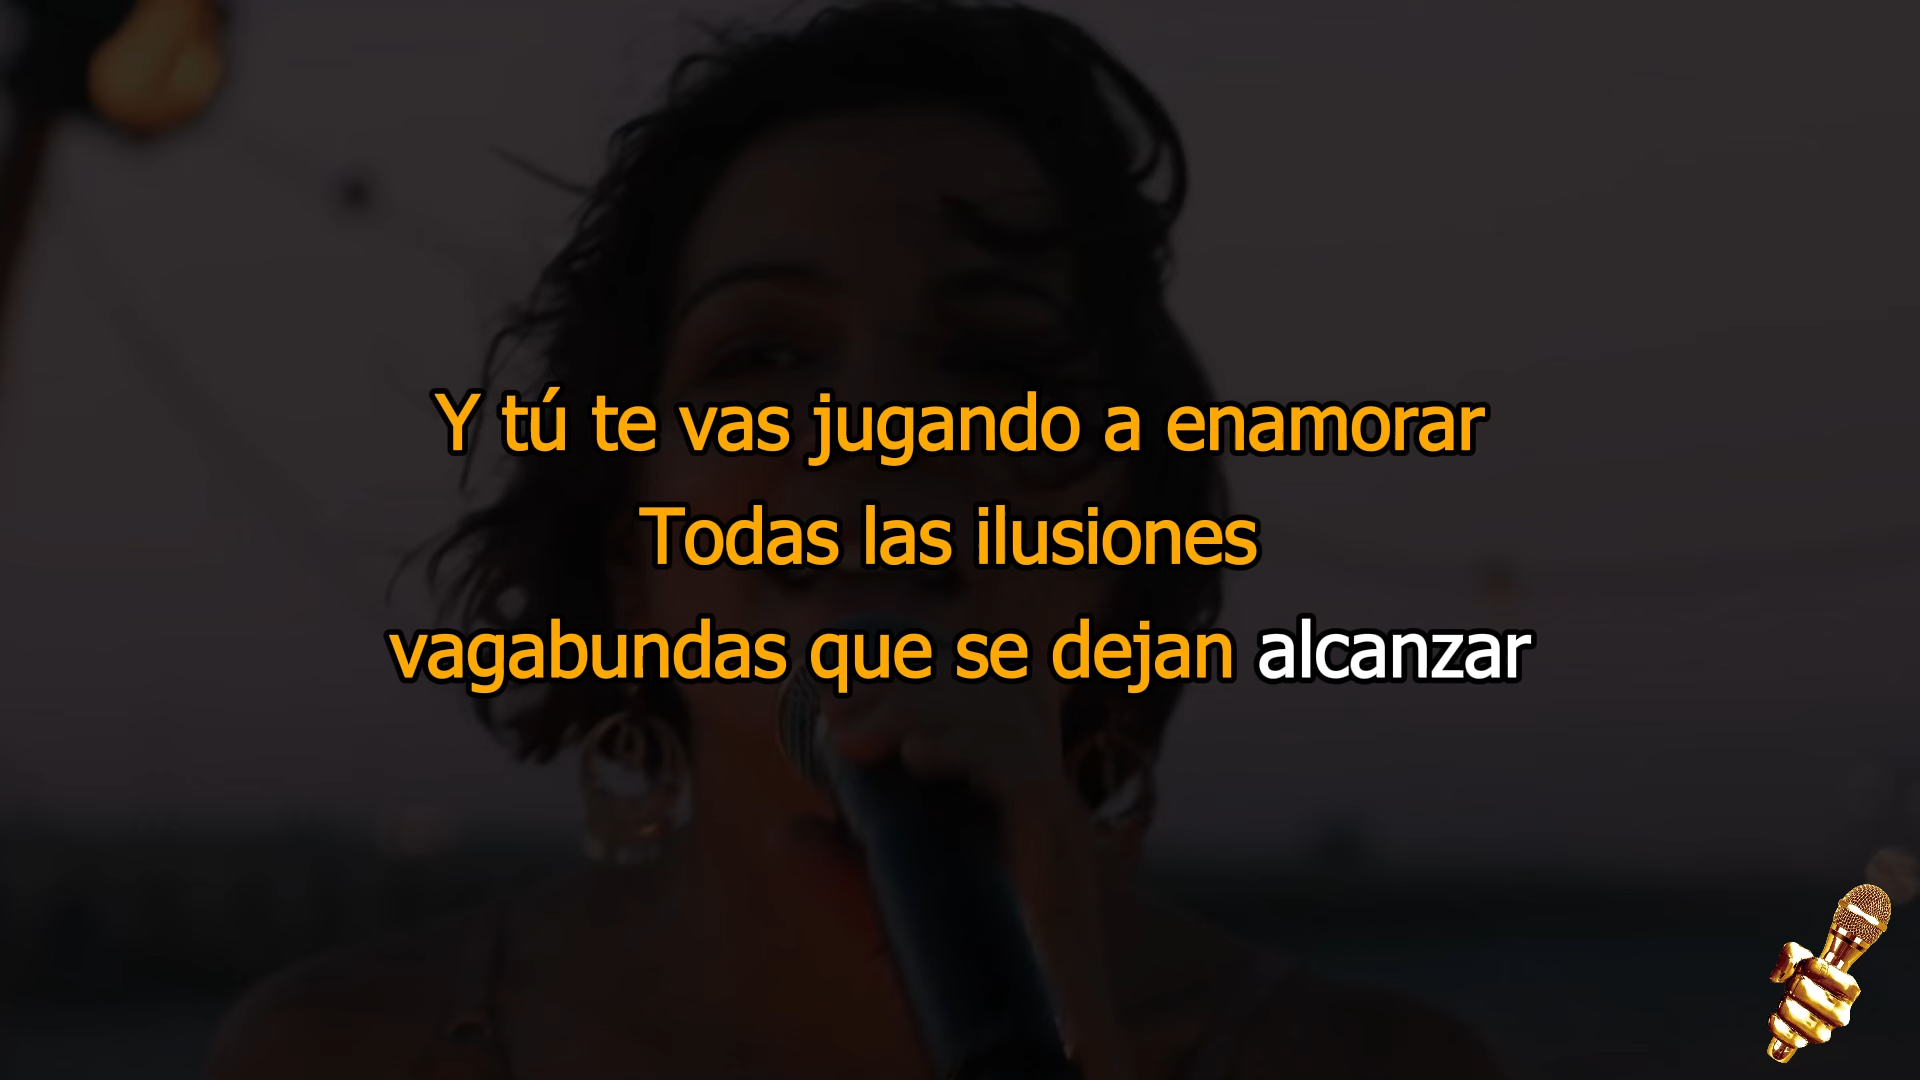 Y tú te vas jugando a enamorar
Todas las ilusiones
vagabundas que se dejan alcanzar